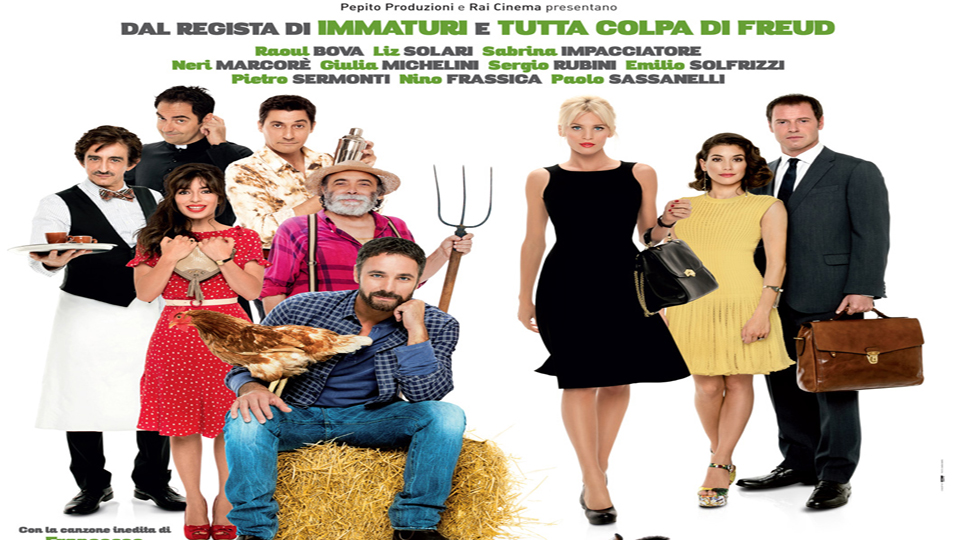 Pepito Produzioni e Rai Cinema presentano
DAL REGISTA DI IMMATURI E TUTTA COLPA DI FREUD
Raoul BOVA Liz SOLARI Sabrina IMPACCIATORE
Neri MARCORÈ Giulia MICHELINI Sergio RUBINI Emilio SOLFRIZZI
Pietro SERMONTI Nino FRASSICA Paolo SASSANELLI
Con la canzone inedita di